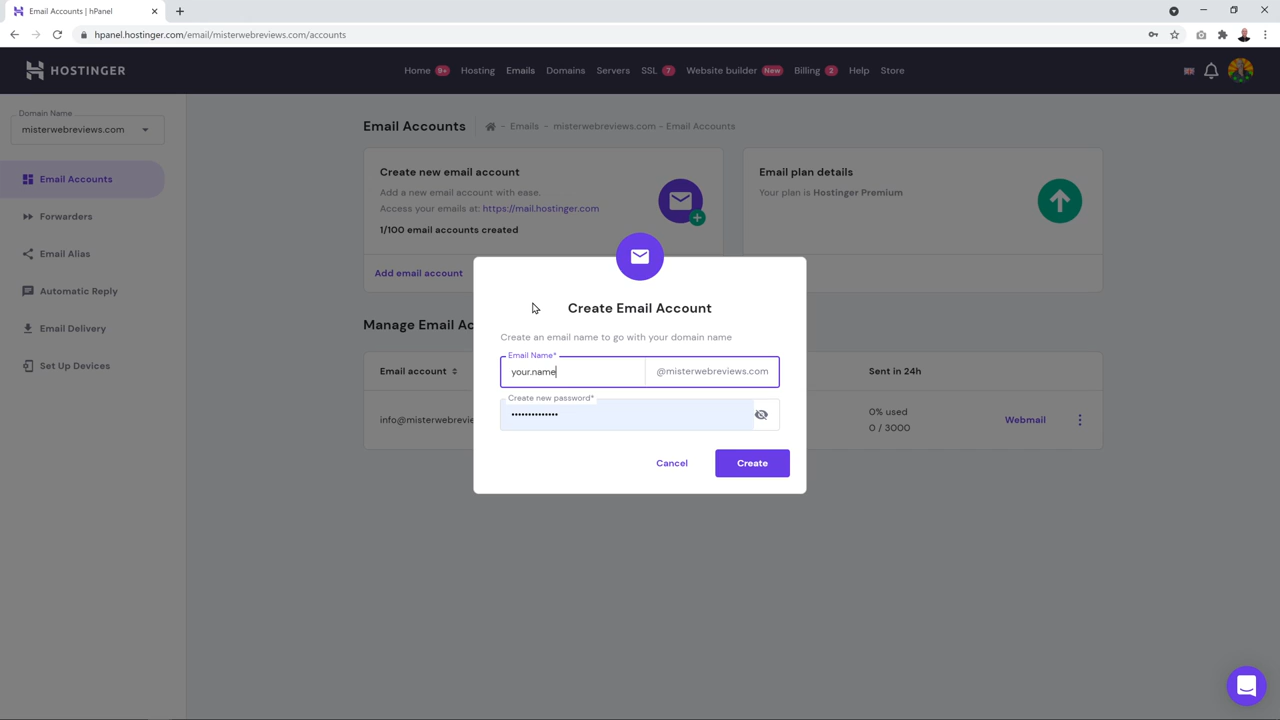 Email Accounts | hPanel
hpanel.hostinger.com/email/misterwebreviews.com/accounts
HOSTINGER
Home 9+ Hosting Emails Domains Servers SSL 7 Website builder New Billing 2 Help Store
Domain Name
misterwebreviews.com
Email Accounts
Forwarders
Email Alias
Automatic Reply
Email Delivery
Set Up Devices
Email Accounts - Emails - misterwebreviews.com - Email Accounts
Create new email account
Add a new email account with ease.
Access your emails at: https://mail.hostinger.com
1/100 email accounts created
Add email account
Email plan details
Your plan is Hostinger Premium
Manage Email Ac
Email account
Sent in 24h
info@misterwebrevie
0% used
0 / 3000
Webmail
Create Email Account
Create an email name to go with your domain name
Email Name*
your.name
@misterwebreviews.com
Create new password*
••••••••••••••
Cancel
Create